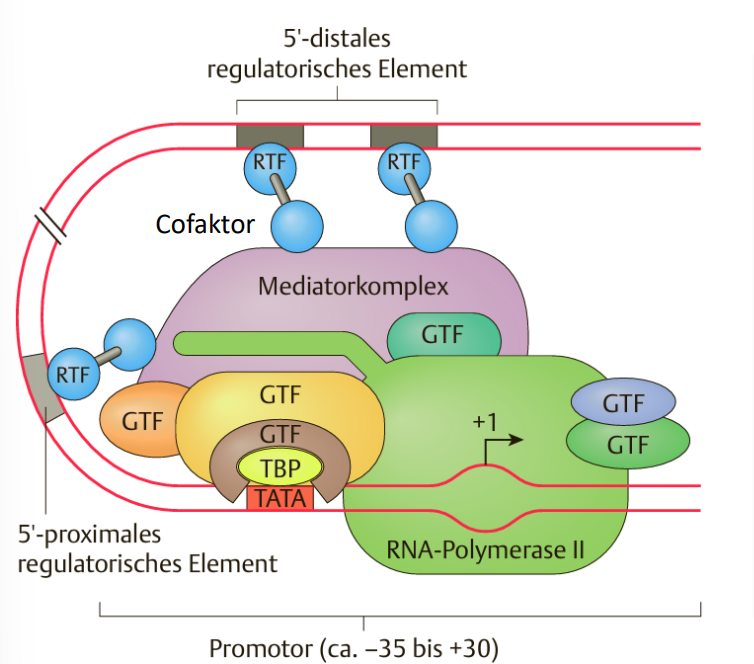 5'-distales
regulatorisches Element
RTF
RTF
Cofaktor
Mediatorkomplex
GTF
RTF
GTF
GTF
GTF
GTF
GTF
TBP
TATA
+1
5'-proximales
regulatorisches Element
RNA-Polymerase II
Promotor (ca. –35 bis +30)